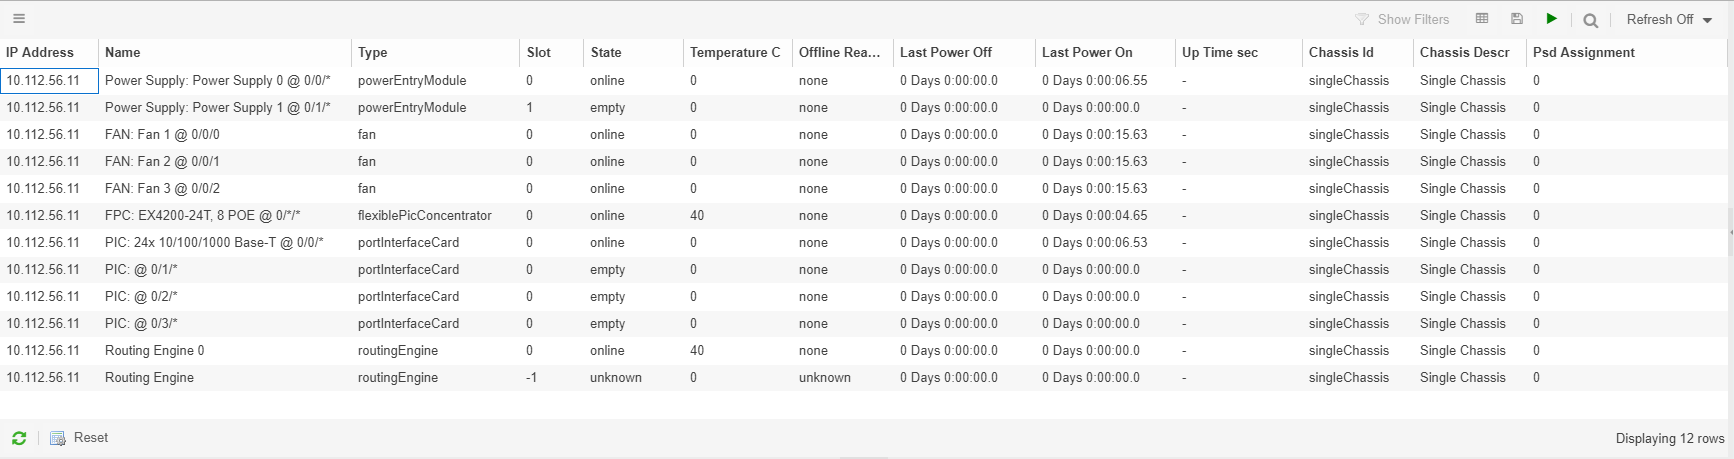 Show Filters Refresh Off
IP Address Name Type Slot State Temperature C Offline Rea... Last Power Off Last Power On Up Time sec Chassis Id Chassis Descr Psd Assignment
10.112.56.11 Power Supply: Power Supply 0 @ 0/0/* powerEntryModule 0 online 0 none 0 Days 0:00:00.0 0 Days 0:00:06.55 - singleChassis Single Chassis 0
10.112.56.11 Power Supply: Power Supply 1 @ 0/1/* powerEntryModule 1 empty 0 none 0 Days 0:00:00.0 0 Days 0:00:00.0 - singleChassis Single Chassis 0
10.112.56.11 FAN: Fan 1 @ 0/0/0 fan 0 online 0 none 0 Days 0:00:00.0 0 Days 0:00:15.63 - singleChassis Single Chassis 0
10.112.56.11 FAN: Fan 2 @ 0/0/1 fan 0 online 0 none 0 Days 0:00:00.0 0 Days 0:00:15.63 - singleChassis Single Chassis 0
10.112.56.11 FAN: Fan 3 @ 0/0/2 fan 0 online 0 none 0 Days 0:00:00.0 0 Days 0:00:15.63 - singleChassis Single Chassis 0
10.112.56.11 FPC: EX4200-24T, 8 POE @ 0/*/* flexiblePicConcentrator 0 online 40 none 0 Days 0:00:00.0 0 Days 0:00:04.65 - singleChassis Single Chassis 0
10.112.56.11 PIC: 24x 10/100/1000 Base-T @ 0/0/* portInterfaceCard 0 online 0 none 0 Days 0:00:00.0 0 Days 0:00:06.53 - singleChassis Single Chassis 0
10.112.56.11 PIC: @ 0/1/* portInterfaceCard 0 empty 0 none 0 Days 0:00:00.0 0 Days 0:00:00.0 - singleChassis Single Chassis 0
10.112.56.11 PIC: @ 0/2/* portInterfaceCard 0 empty 0 none 0 Days 0:00:00.0 0 Days 0:00:00.0 - singleChassis Single Chassis 0
10.112.56.11 PIC: @ 0/3/* portInterfaceCard 0 empty 0 none 0 Days 0:00:00.0 0 Days 0:00:00.0 - singleChassis Single Chassis 0
10.112.56.11 Routing Engine 0 routingEngine 0 online 40 none 0 Days 0:00:00.0 0 Days 0:00:00.0 - singleChassis Single Chassis 0
10.112.56.11 Routing Engine routingEngine -1 unknown 0 unknown 0 Days 0:00:00.0 0 Days 0:00:00.0 - singleChassis Single Chassis 0
Reset Displaying 12 rows